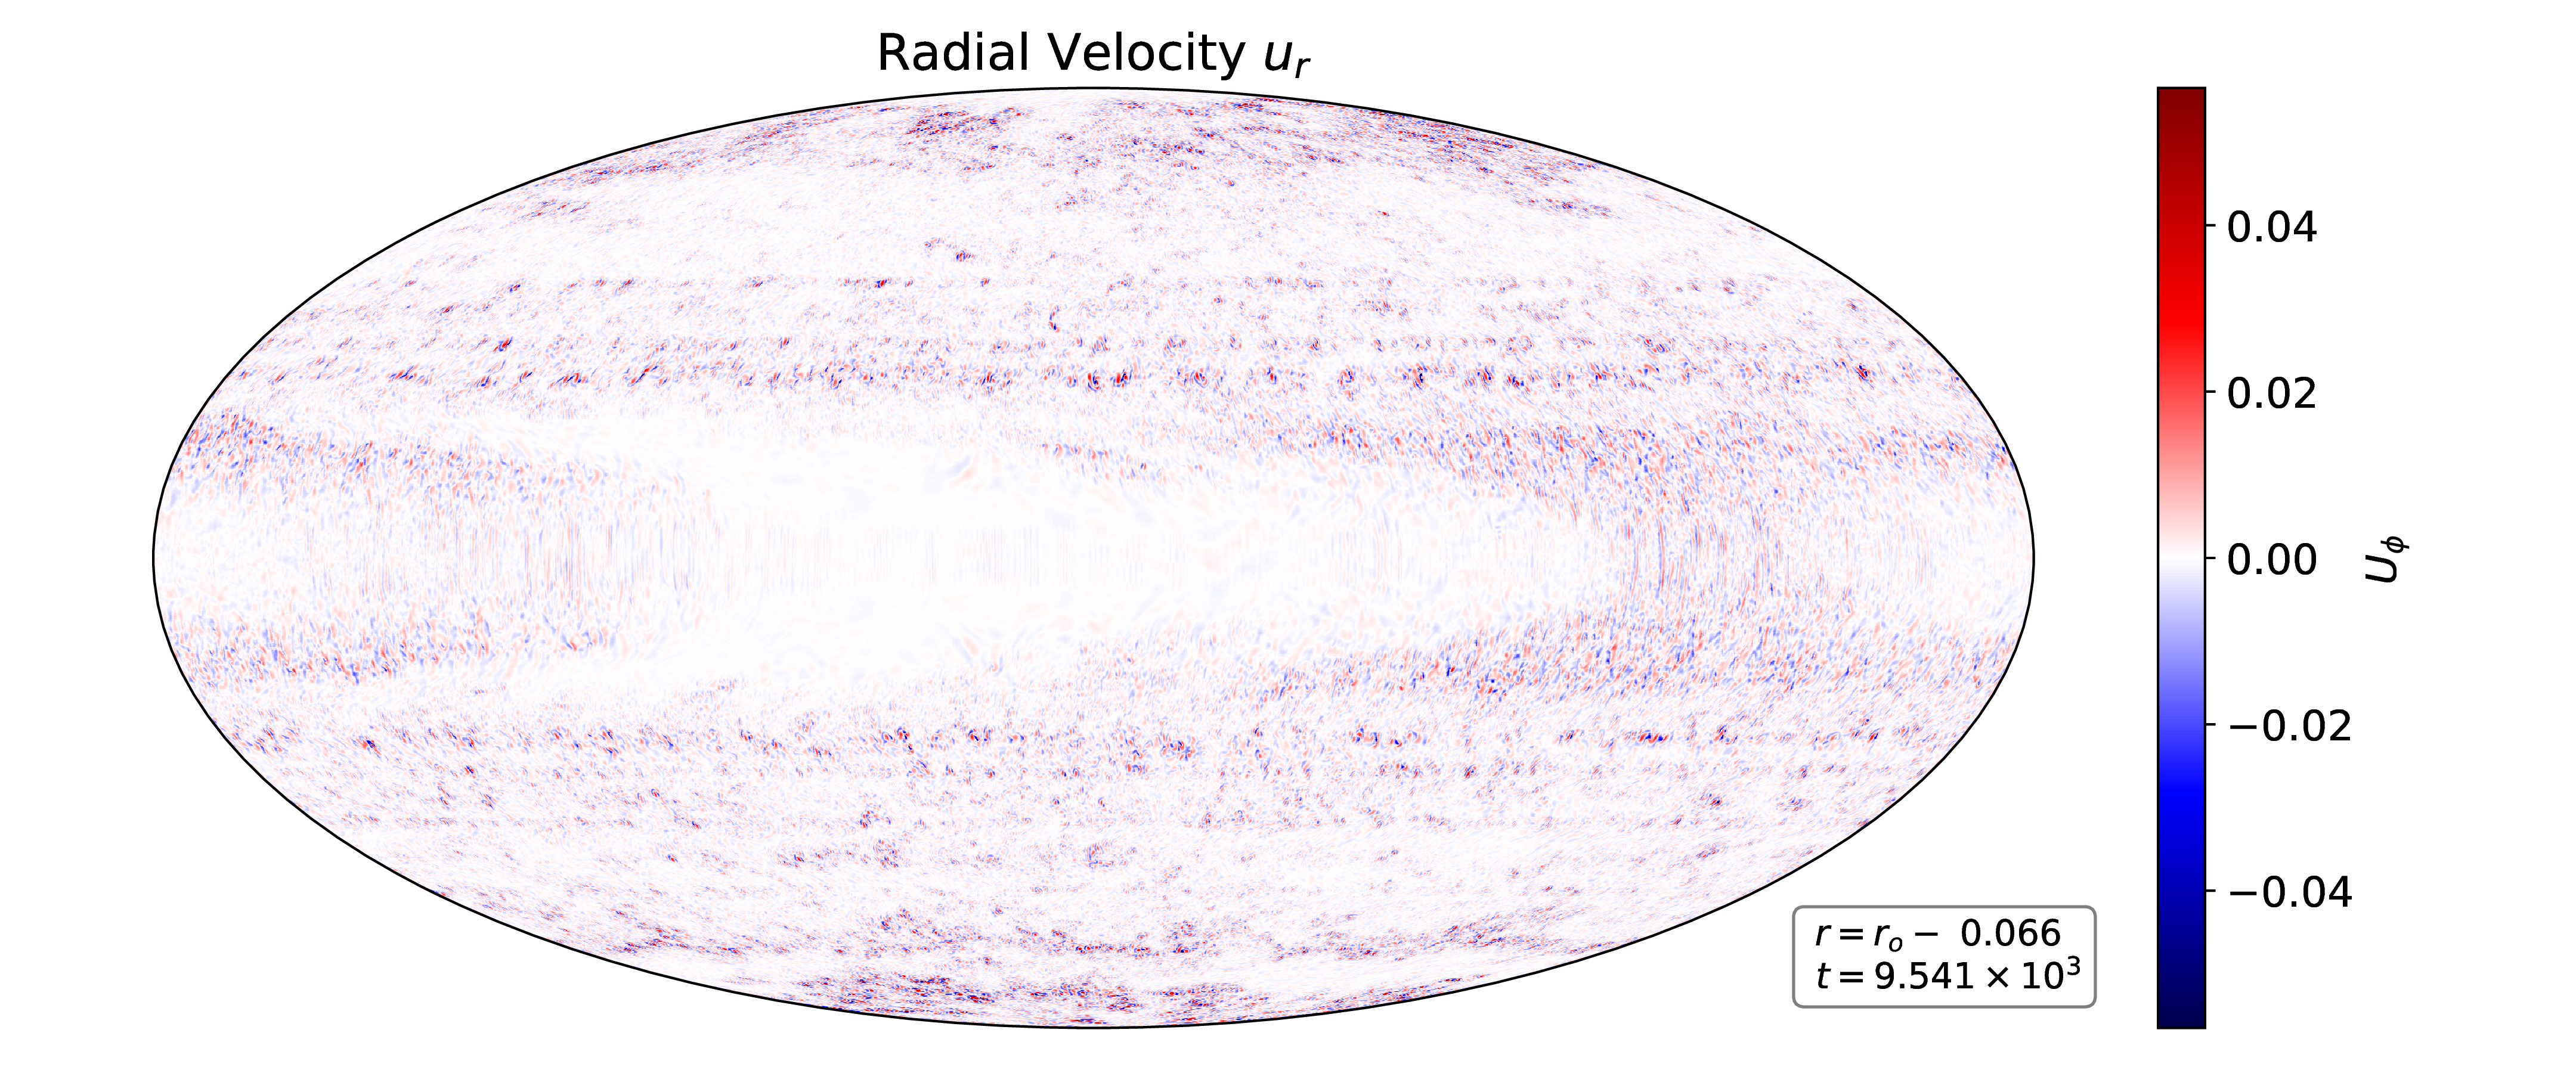 Radial Velocity $u_r$
0.04
0.02
0.00
−0.02
−0.04
$U_\phi$
$r = r_o - 0.066$
$t = 9.541 \times 10^3$